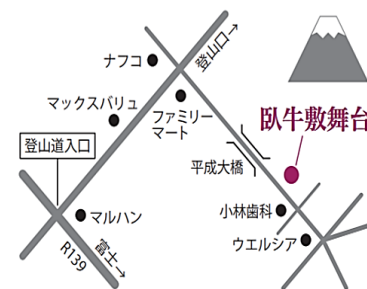 ナフコ
登山口→
マックスバリュ
ファミリー
マート
登山道入口
臥牛敷舞台
平成大橋
マルハン
小林歯科
ウエルシア
R139
富士→